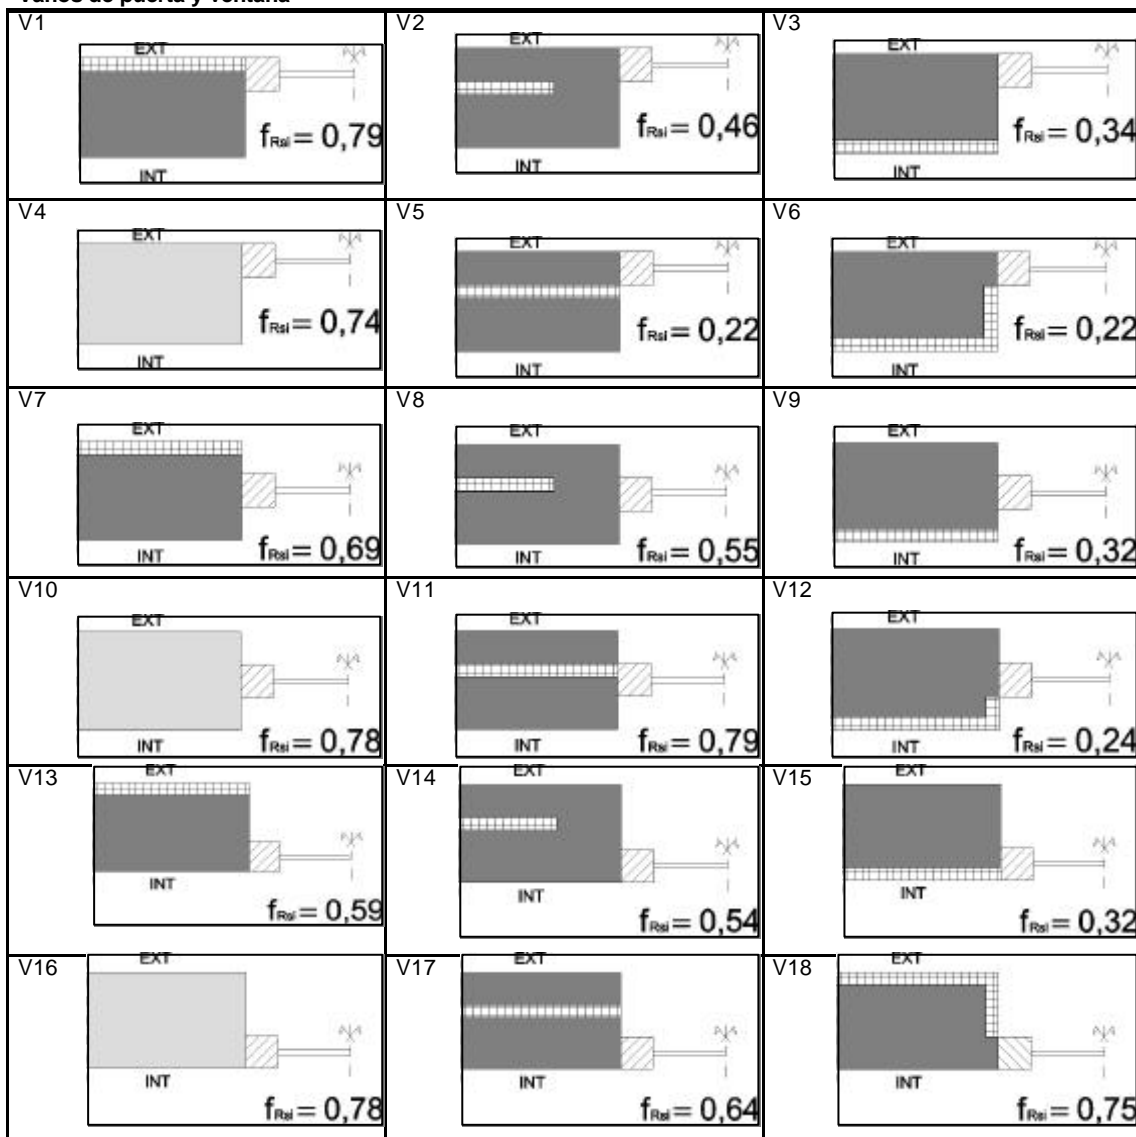 Vanos de puerta y ventana
V1
EXT
fRsi = 0,79
INT
V2
EXT
fRsi = 0,46
INT
V3
EXT
fRsi = 0,34
INT
V4
EXT
fRsi = 0,74
INT
V5
EXT
fRsi = 0,22
INT
V6
EXT
fRsi = 0,22
INT
V7
EXT
INT
fRsi = 0,69
V8
EXT
INT
fRsi = 0,55
V9
EXT
INT
fRsi = 0,32
V10
EXT
INT
fRsi = 0,78
V11
EXT
INT
fRsi = 0,79
V12
EXT
INT
fRsi = 0,24
V13
EXT
INT
fRsi = 0,59
V14
EXT
INT
fRsi = 0,54
V15
EXT
INT
fRsi = 0,32
V16
EXT
INT
fRsi = 0,78
V17
EXT
INT
fRsi = 0,64
V18
EXT
INT
fRsi = 0,75